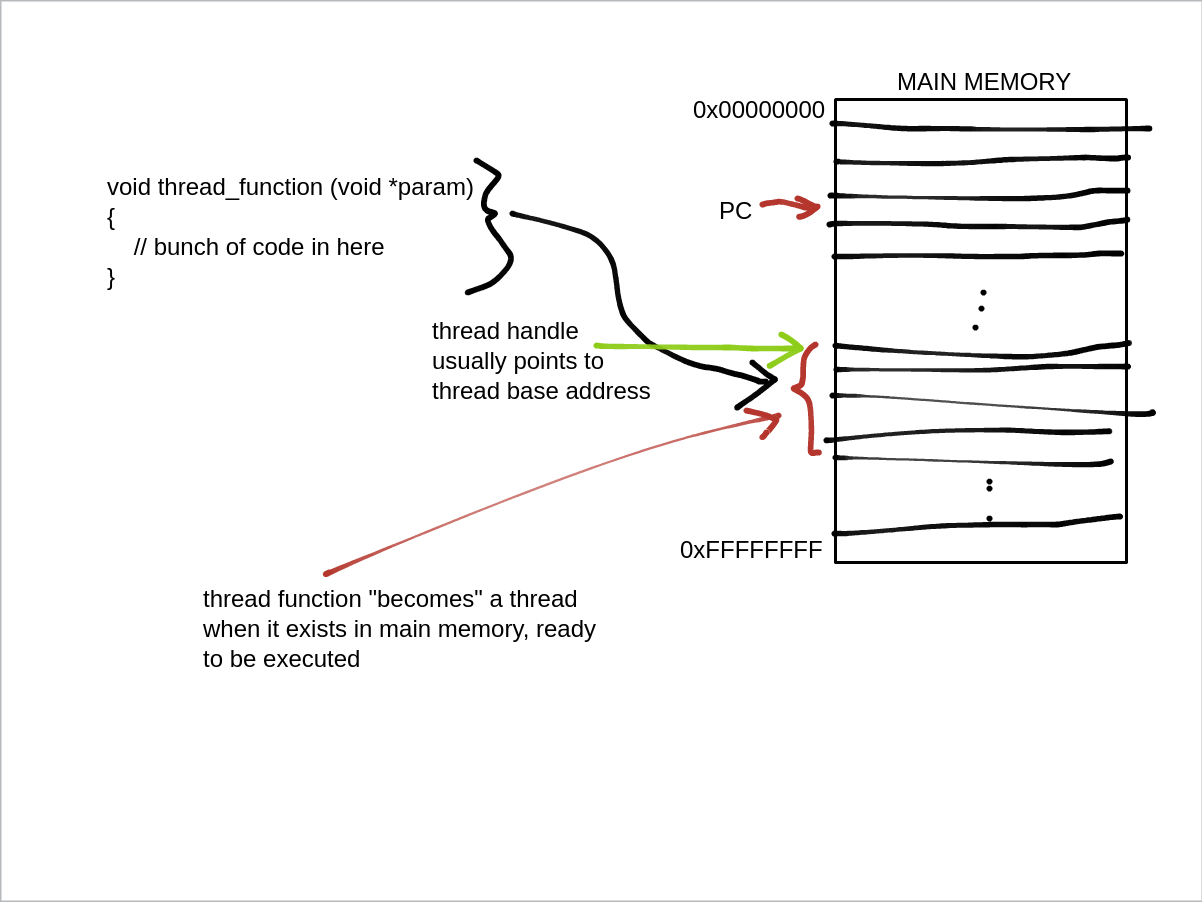 MAIN MEMORY
0x00000000
void thread_function (void *param)
{
// bunch of code in here
}
PC
thread handle
usually points to
thread base address
0xFFFFFFFF
thread function "becomes" a thread
when it exists in main memory, ready
to be executed